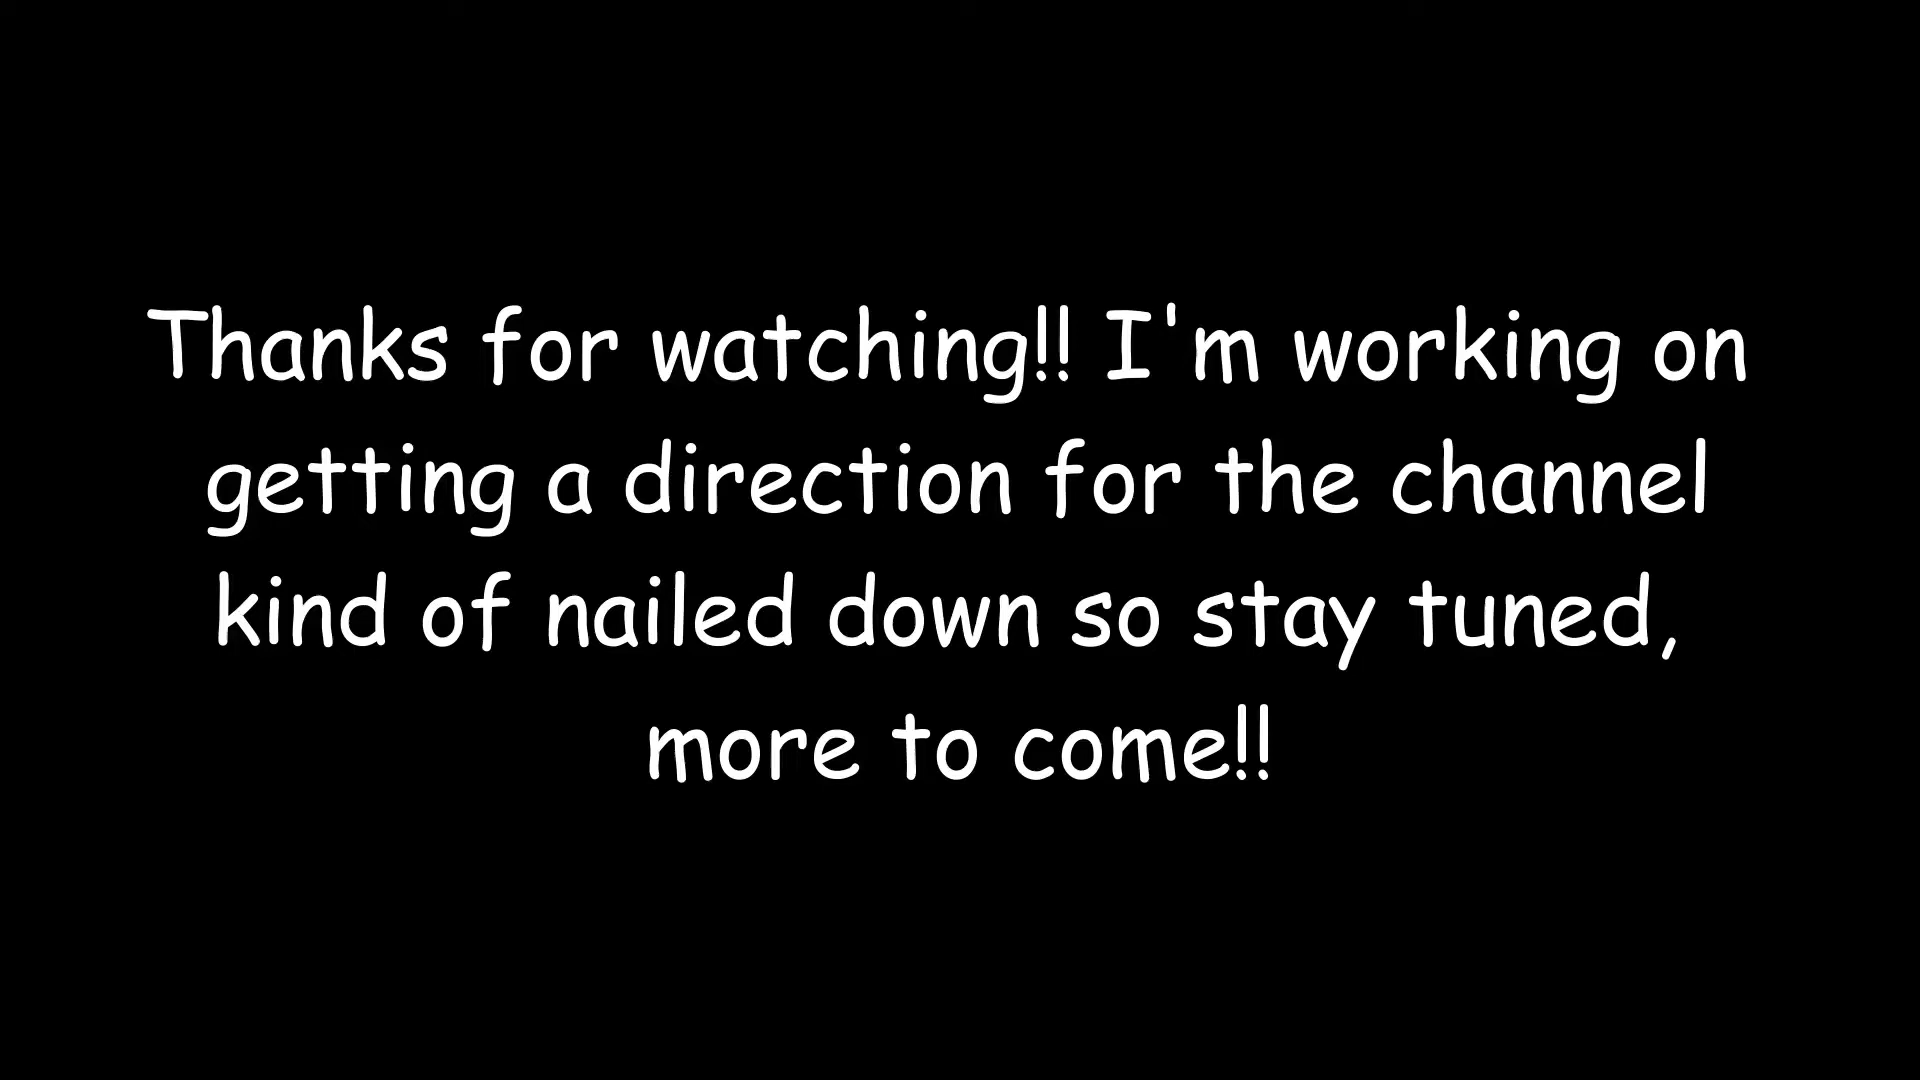 Thanks for watching!! I'm working on
getting a direction for the channel
kind of nailed down so stay tuned,
more to come!!